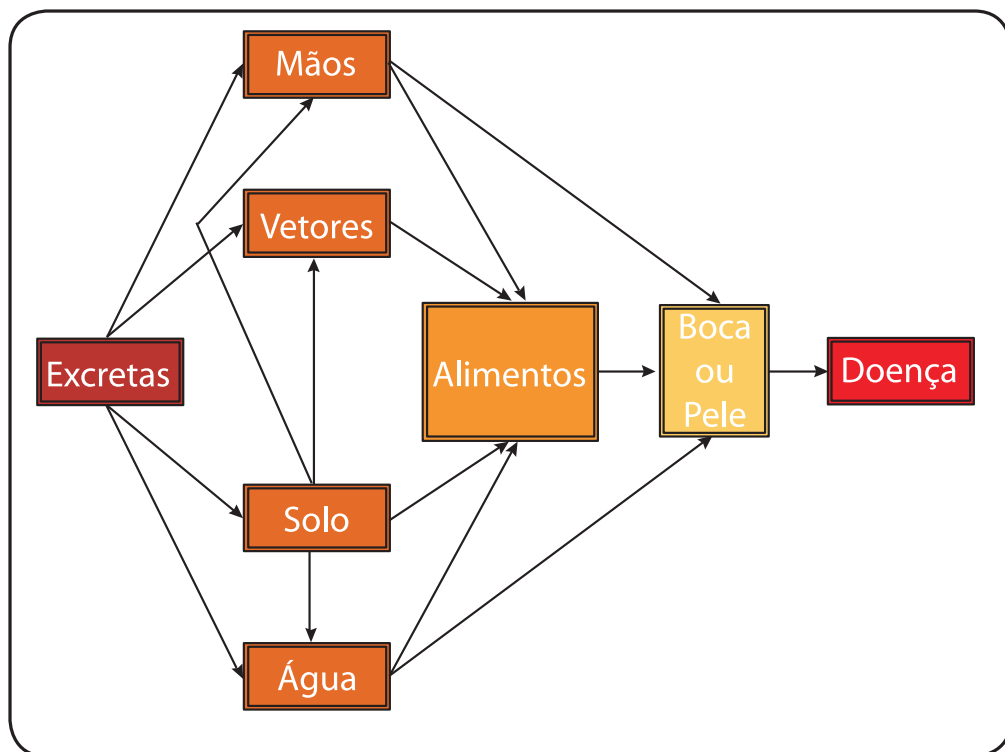 Mãos
Vetores
Excretas
Alimentos
Boca
ou
Pele
Doença
Solo
Água